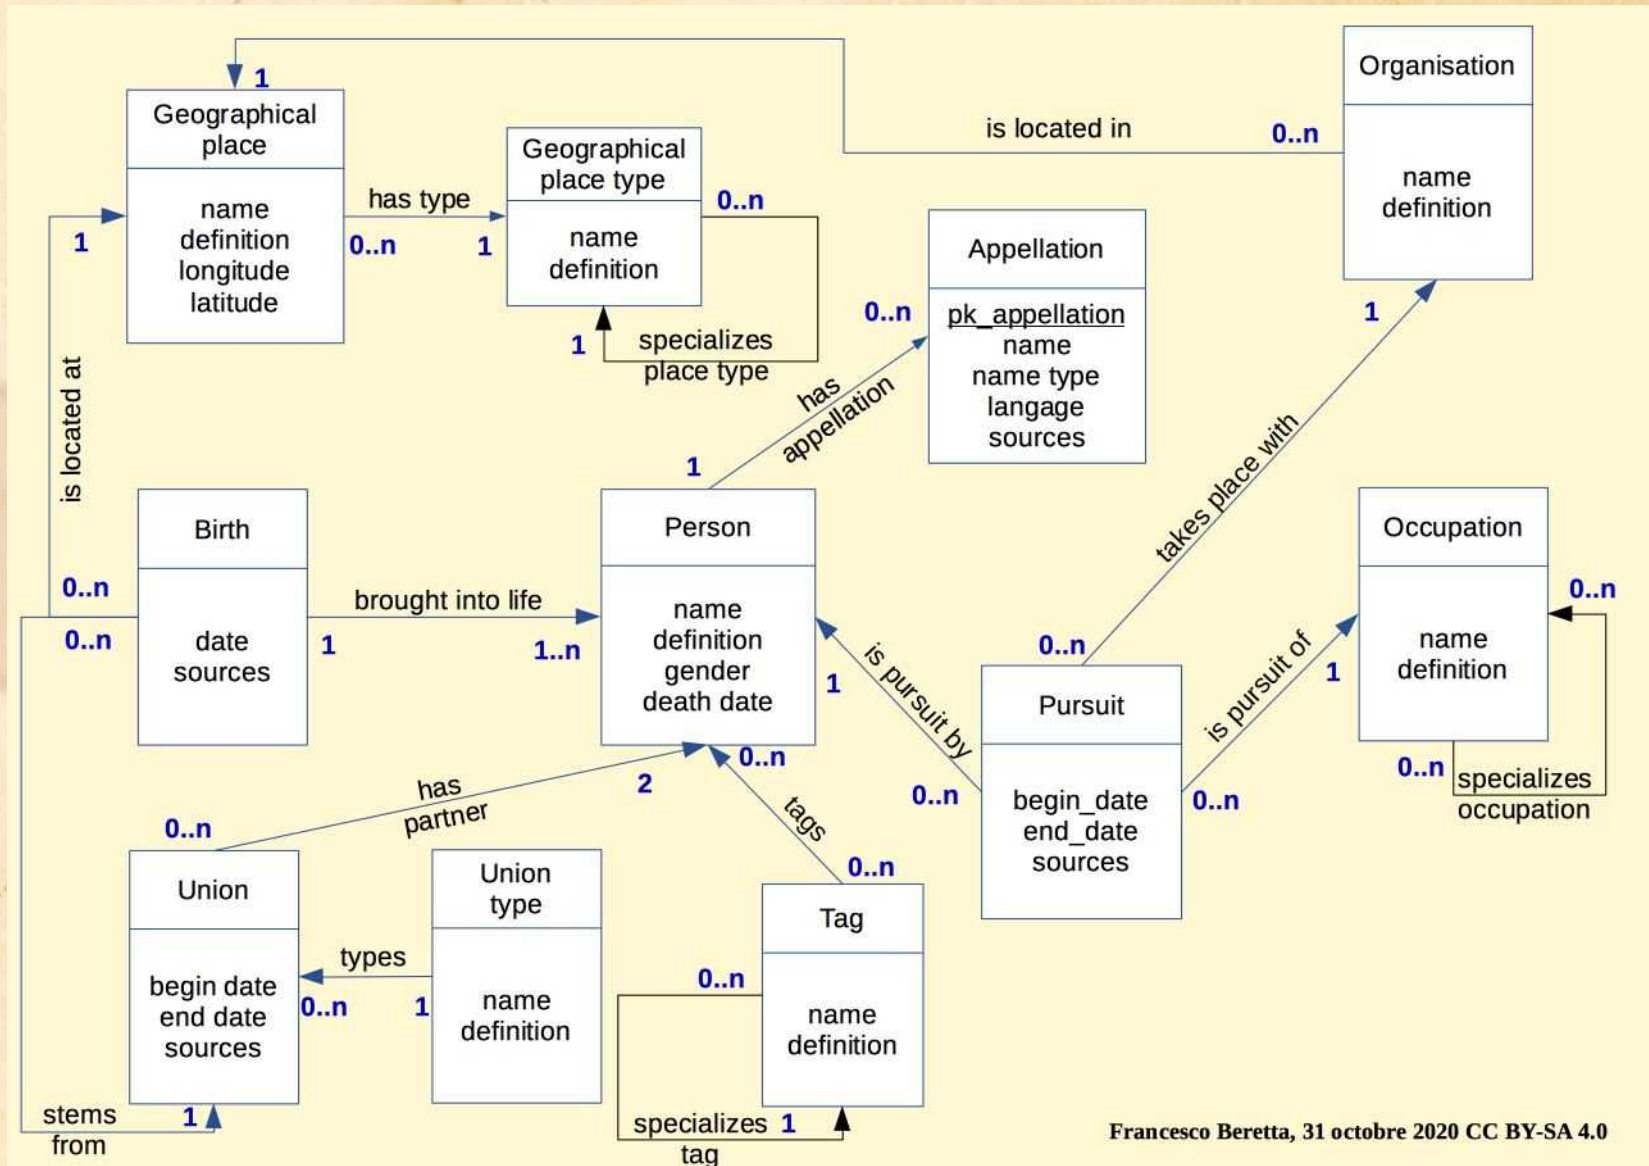 1
Organisation
Geographical
place
is located in
0..n
Geographical
place type
has type
0..n
name
definition
name
definition
longitude
latitude
1
0..n
1
name
definition
Appellation
1
specializes
place type
0..n
pk_appellation
name
name type
langage
sources
1
is located at
has
appellation
1
takes place with
Birth
Person
Occupation
0..n
brought into life
0..n
0..n
date
sources
1
1..n
name
definition
gender
death date
is pursuit by
1
0..n
Pursuit
is pursuit of
1
name
definition
has
partner
2
0..n
tags
0..n
begin_date
end_date
sources
0..n
0..n
specializes
occupation
0..n
0..n
Union
Union
type
Tag
types
begin date
end date
sources
0..n
1
name
definition
0..n
name
definition
stems
from
1
specializes
tag
1
Francesco Beretta, 31 octobre 2020 CC BY-SA 4.0